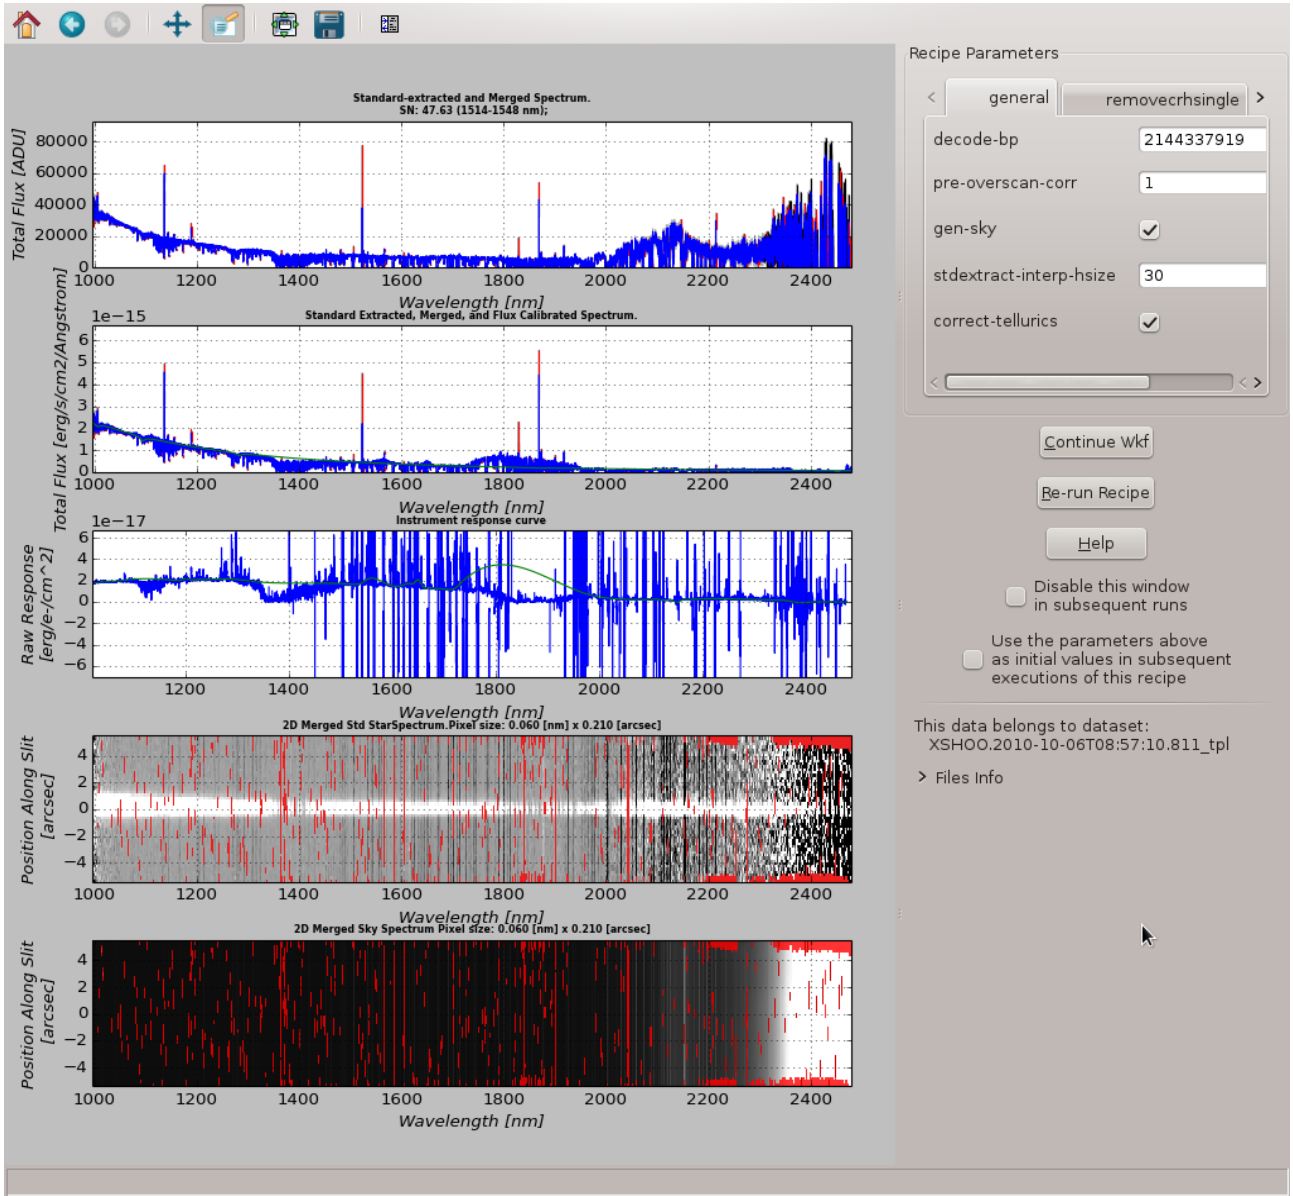 Standard-extracted and Merged Spectrum.
SN: 47.63 (1514-1548 nm);
Total Flux [ADU]
80000
60000
40000
20000
0
1000 1200 1400 1600 1800 2000 2200 2400
Wavelength [nm]
Standard Extracted, Merged, and Flux Calibrated Spectrum.
1e−15
Total Flux [erg/s/cm2/Angstrom]
6
5
4
3
2
1
0
1000 1200 1400 1600 1800 2000 2200 2400
Wavelength [nm]
Instrument response curve
1e−17
Raw Response
[erg/e-/cm^2]
6
4
2
0
−2
−4
−6
1200 1400 1600 1800 2000 2200 2400
Wavelength [nm]
2D Merged Std StarSpectrum.Pixel size: 0.060 [nm] x 0.210 [arcsec]
Position Along Slit
[arcsec]
4
2
0
−2
−4
1000 1200 1400 1600 1800 2000 2200 2400
Wavelength [nm]
2D Merged Sky Spectrum Pixel size: 0.060 [nm] x 0.210 [arcsec]
Position Along Slit
[arcsec]
4
2
0
−2
−4
1000 1200 1400 1600 1800 2000 2200 2400
Wavelength [nm]
Recipe Parameters
general removecrhsingle
decode-bp 2144337919
pre-overscan-corr 1
gen-sky
stdextract-interp-hsize 30
correct-tellurics
Continue Wkf
Re-run Recipe
Help
Disable this window
in subsequent runs
Use the parameters above
as initial values in subsequent
executions of this recipe
This data belongs to dataset:
XSHOO.2010-10-06T08:57:10.811_tpl
Files Info